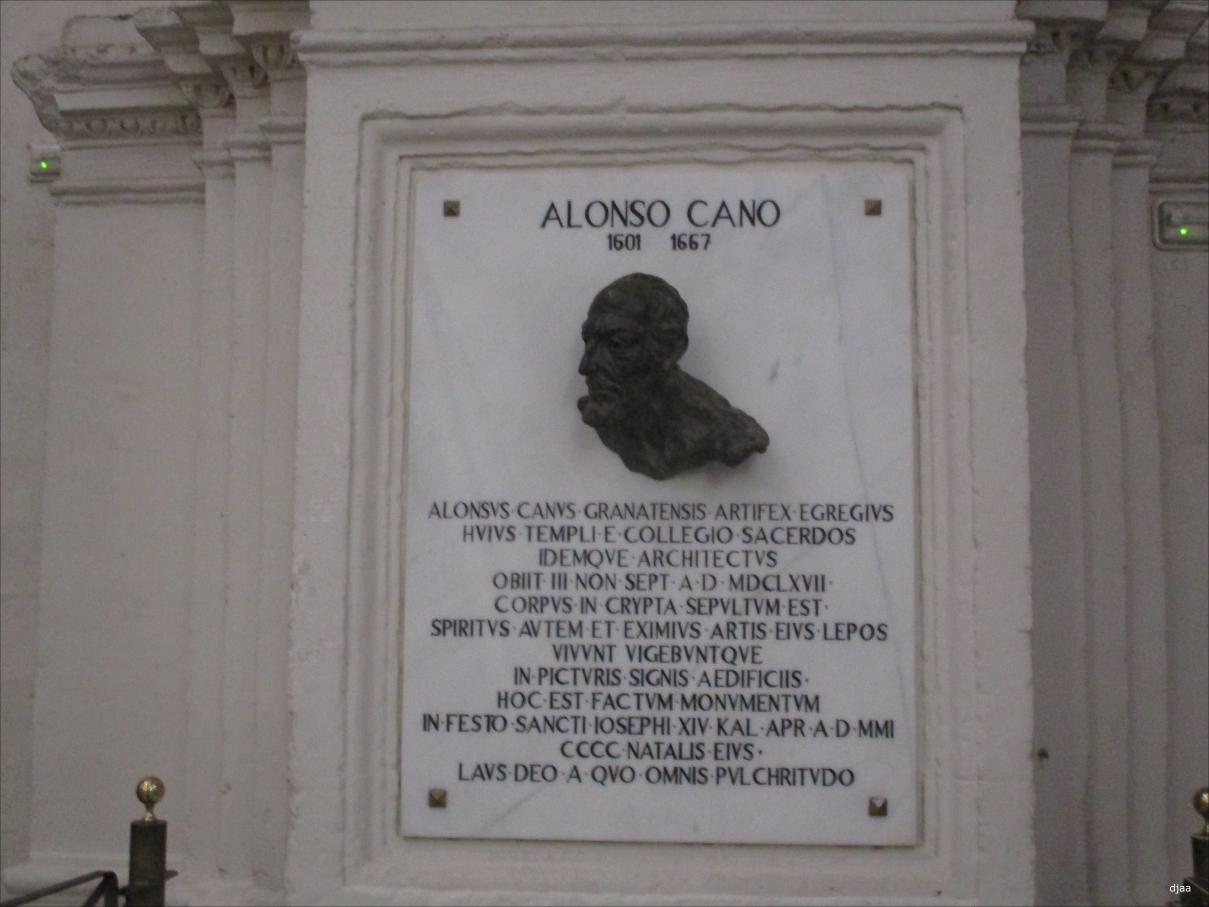 ALONSO CANO
1601 1667
ALONSVS·CANVS·GRANATENSIS·ARTIFEX·EGREGIVS
HVIVS·TEMPLI·E·COLLEGIO·SACERDOS
IDEMQVE·ARCHITECTVS
OBIIT·III·NON·SEPT·A·D·MDCLXVII·
CORPVS·IN·CRYPTA·SEPVLTVM·EST·
SPIRITVS·AVTEM·ET·EXIMIVS·ARTIS·EIVS·LEPOS
VIVVNT VIGEBVNTQVE
IN·PICTVRIS·SIGNIS·AEDIFICIIS·
HOC·EST·FACTVM·MONVMENTVM
IN·FESTO·SANCTI·IOSEPHI·XIV·KAL·APR·A·D·MMI
CCCC·NATALIS·EIVS·
LAVS·DEO·A·QVO·OMNIS·PVLCHRITVDO
djaa